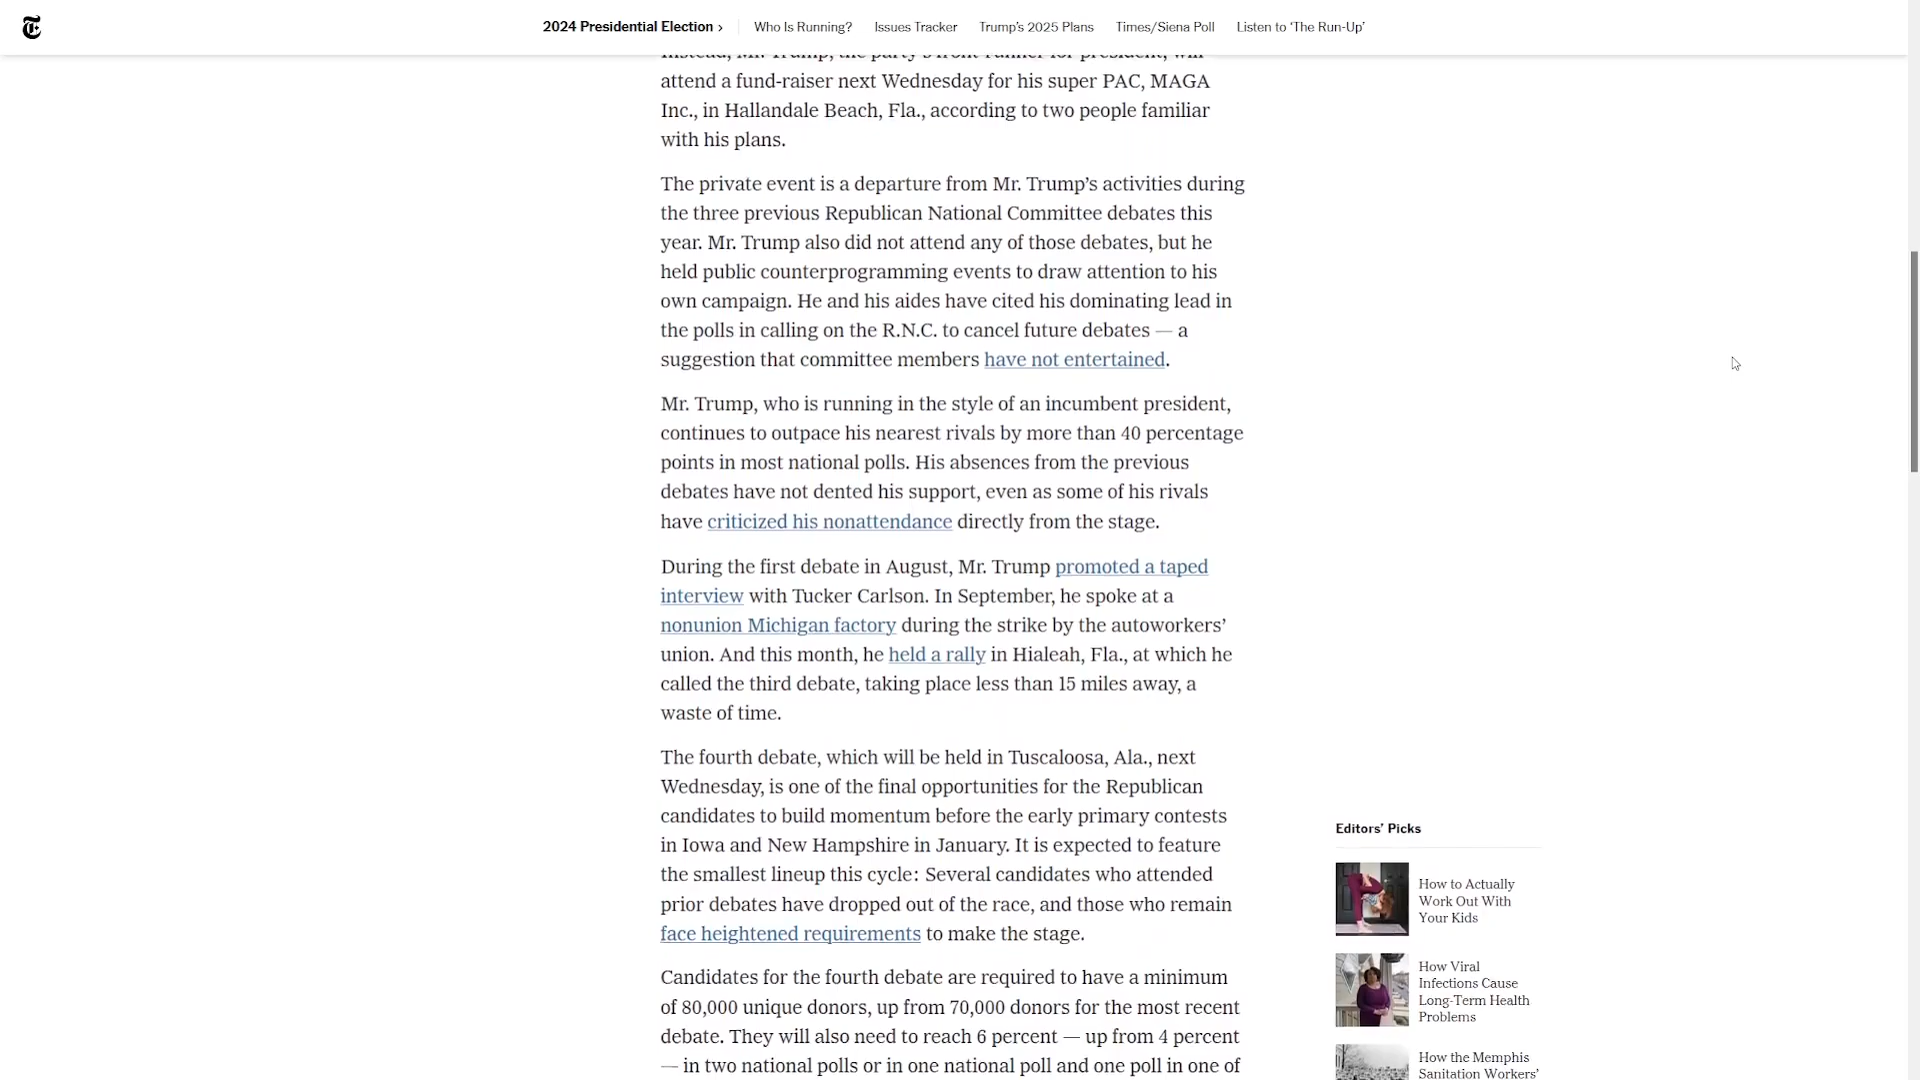 2024 Presidential Election › Who Is Running? Issues Tracker Trump's 2025 Plans Times/Siena Poll Listen to 'The Run-Up'
Instead, Mr. Trump, the party's front-runner for president, will
attend a fund-raiser next Wednesday for his super PAC, MAGA
Inc., in Hallandale Beach, Fla., according to two people familiar
with his plans.
The private event is a departure from Mr. Trump's activities during
the three previous Republican National Committee debates this
year. Mr. Trump also did not attend any of those debates, but he
held public counterprogramming events to draw attention to his
own campaign. He and his aides have cited his dominating lead in
the polls in calling on the R.N.C. to cancel future debates — a
suggestion that committee members have not entertained.
Mr. Trump, who is running in the style of an incumbent president,
continues to outpace his nearest rivals by more than 40 percentage
points in most national polls. His absences from the previous
debates have not dented his support, even as some of his rivals
have criticized his nonattendance directly from the stage.
During the first debate in August, Mr. Trump promoted a taped
interview with Tucker Carlson. In September, he spoke at a
nonunion Michigan factory during the strike by the autoworkers'
union. And this month, he held a rally in Hialeah, Fla., at which he
called the third debate, taking place less than 15 miles away, a
waste of time.
The fourth debate, which will be held in Tuscaloosa, Ala., next
Wednesday, is one of the final opportunities for the Republican
candidates to build momentum before the early primary contests
in Iowa and New Hampshire in January. It is expected to feature
the smallest lineup this cycle: Several candidates who attended
prior debates have dropped out of the race, and those who remain
face heightened requirements to make the stage.
Candidates for the fourth debate are required to have a minimum
of 80,000 unique donors, up from 70,000 donors for the most recent
debate. They will also need to reach 6 percent — up from 4 percent
— in two national polls or in one national poll and one poll in one of
Editors' Picks
How to Actually
Work Out With
Your Kids
How Viral
Infections Cause
Long-Term Health
Problems
How the Memphis
Sanitation Workers'